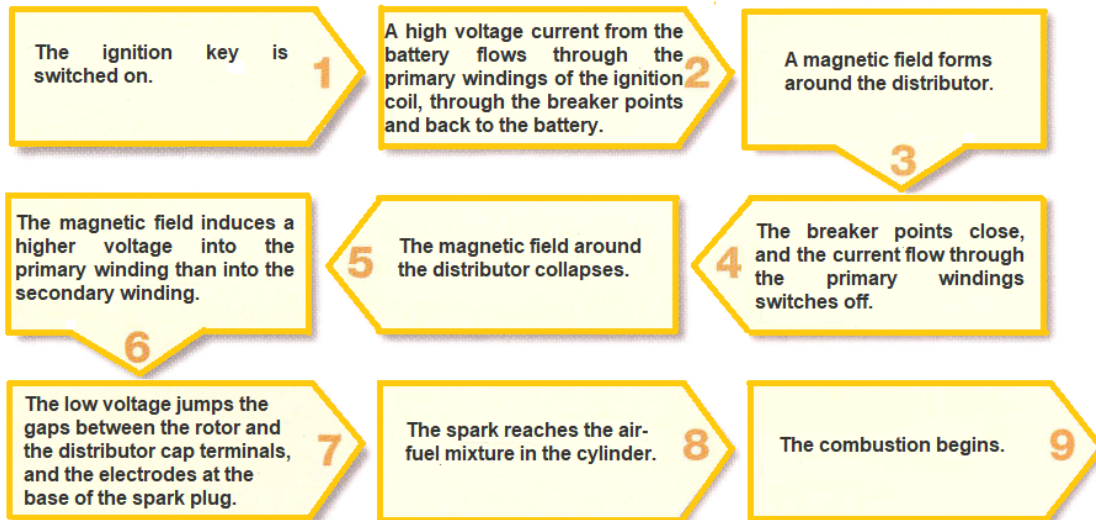 The ignition key is
switched on.
1
A high voltage current from the
battery flows through the
primary windings of the ignition
coil, through the breaker points
and back to the battery.
2
A magnetic field forms
around the distributor.
3
The breaker points close,
and the current flow through
the primary windings
switches off.
4
The magnetic field around
the distributor collapses.
5
The magnetic field induces a
higher voltage into the
primary winding than into the
secondary winding.
6
The low voltage jumps the
gaps between the rotor and
the distributor cap terminals,
and the electrodes at the
base of the spark plug.
7
The spark reaches the air-
fuel mixture in the cylinder.
8
The combustion begins.
9